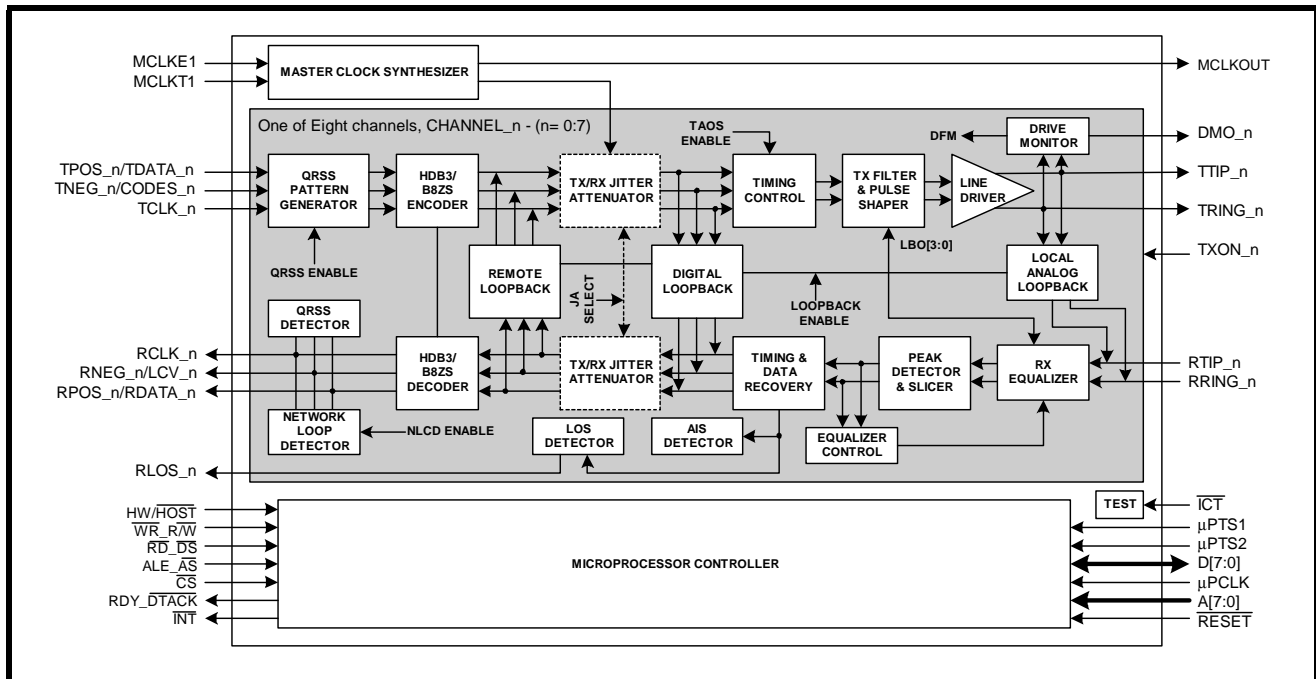 MCLKE1
MCLKT1
MASTER CLOCK SYNTHESIZER
MCLKOUT
One of Eight channels, CHANNEL_n - (n= 0:7)
TAOS
ENABLE
DFM
DRIVE
MONITOR
DMO_n
TPOS_n/TDATA_n
TNEG_n/CODES_n
TCLK_n
QRSS
PATTERN
GENERATOR
HDB3/
B8ZS
ENCODER
TX/RX JITTER
ATTENUATOR
TIMING
CONTROL
TX FILTER
& PULSE
SHAPER
LINE
DRIVER
TTIP_n
TRING_n
TXON_n
QRSS ENABLE
REMOTE
LOOPBACK
JA
SELECT
DIGITAL
LOOPBACK
LOOPBACK
ENABLE
LBO[3:0]
LOCAL
ANALOG
LOOPBACK
QRSS
DETECTOR
RCLK_n
RNEG_n/LCV_n
RPOS_n/RDATA_n
HDB3/
B8ZS
DECODER
TX/RX JITTER
ATTENUATOR
TIMING &
DATA
RECOVERY
PEAK
DETECTOR
& SLICER
RX
EQUALIZER
RTIP_n
RRING_n
NETWORK
LOOP
DETECTOR
NLCD ENABLE
LOS
DETECTOR
AIS
DETECTOR
EQUALIZER
CONTROL
RLOS_n
TEST
ICT
HW/HOST
WR_R/W
RD_DS
ALE_AS
CS
RDY_DTACK
INT
MICROPROCESSOR CONTROLLER
µPTS1
µPTS2
D[7:0]
µPCLK
A[7:0]
RESET